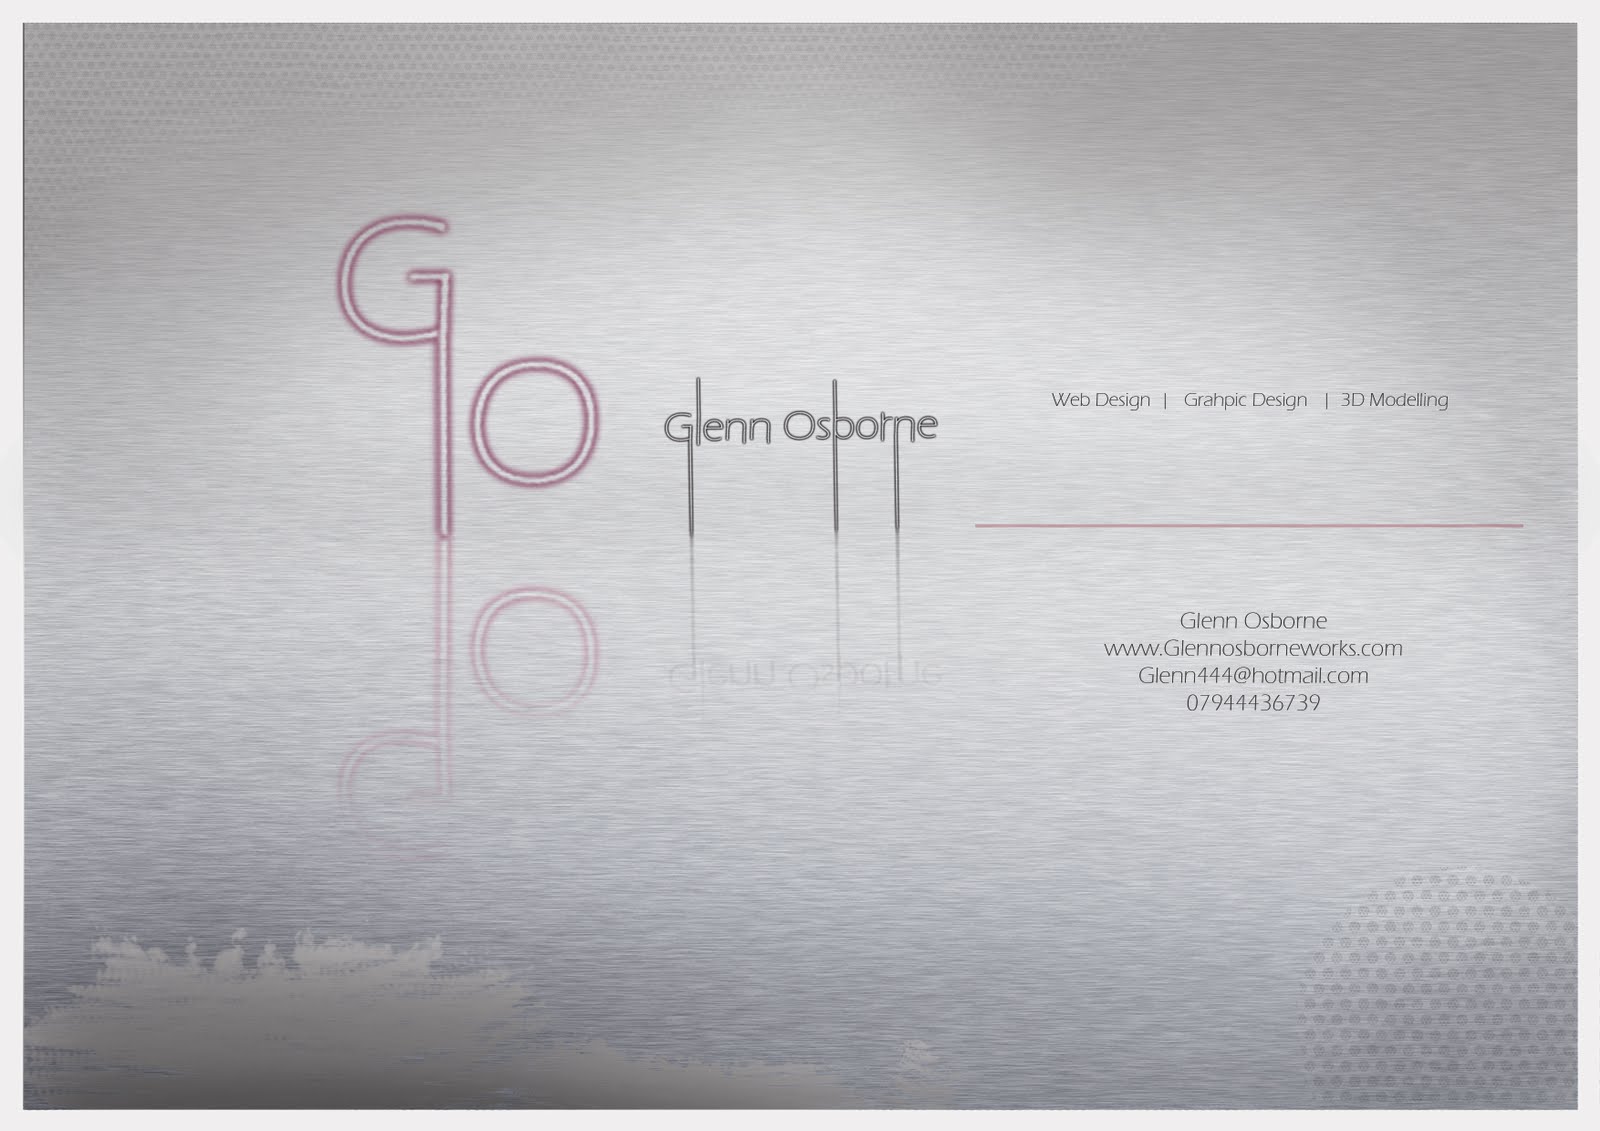 GO
Glenn Osborne
Web Design | Grahpic Design | 3D Modelling
Glenn Osborne
www.Glennosborneworks.com
Glenn444@hotmail.com
07944436739